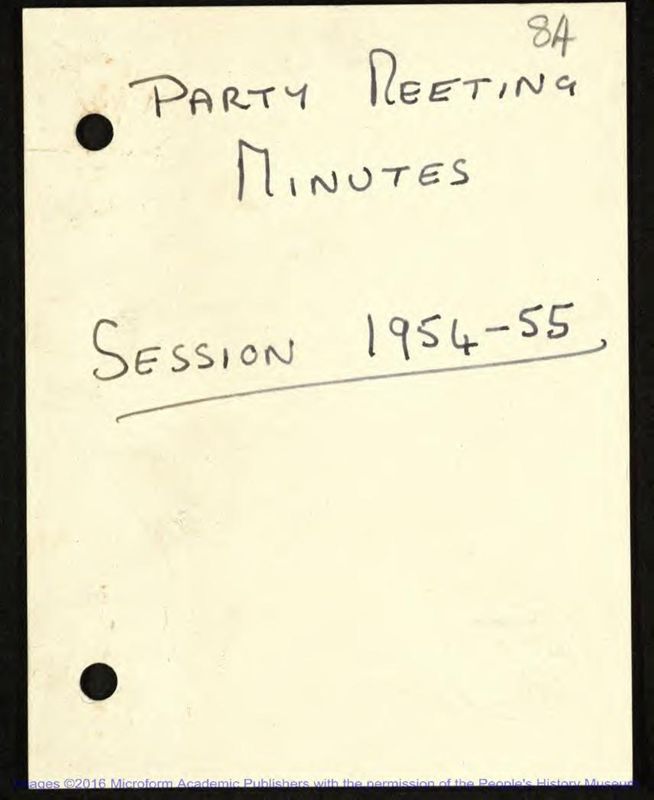 84
PARTY MEETING
MINUTES
SESSION 1954-55
Images ©2016 Microform Academic Publishers with the permission of the People's History Museum